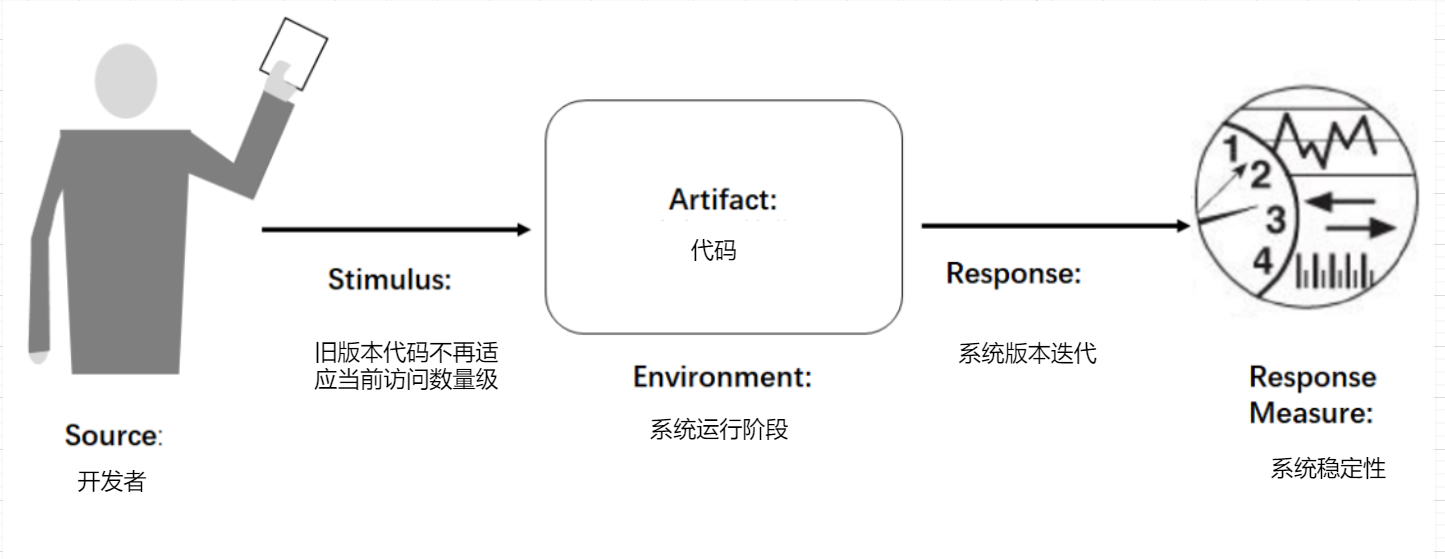 Source:
开发者
Stimulus:
旧版本代码不再适
应当前访问数量级
Artifact:
代码
Environment:
系统运行阶段
Response:
系统版本迭代
1
2
3
4
Response
Measure:
系统稳定性